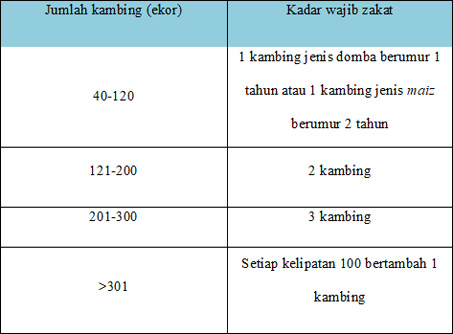 Jumlah kambing (ekor)
Kadar wajib zakat
40-120
1 kambing jenis domba berumur 1
tahun atau 1 kambing jenis maiz
berumur 2 tahun
121-200
2 kambing
201-300
3 kambing
>301
Setiap kelipatan 100 bertambah 1
kambing